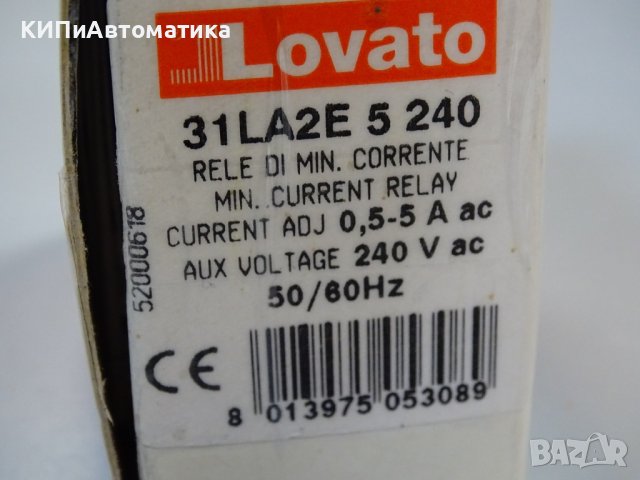 КИПиАвтоматика
Lovato
31LA2E 5 240
RELE DI MIN. CORRENTE
MIN. CURRENT RELAY
CURRENT ADJ 0,5-5 A ac
AUX VOLTAGE 240 V ac
50/60Hz
52000618
CE
8 013975 053089
BAZAR